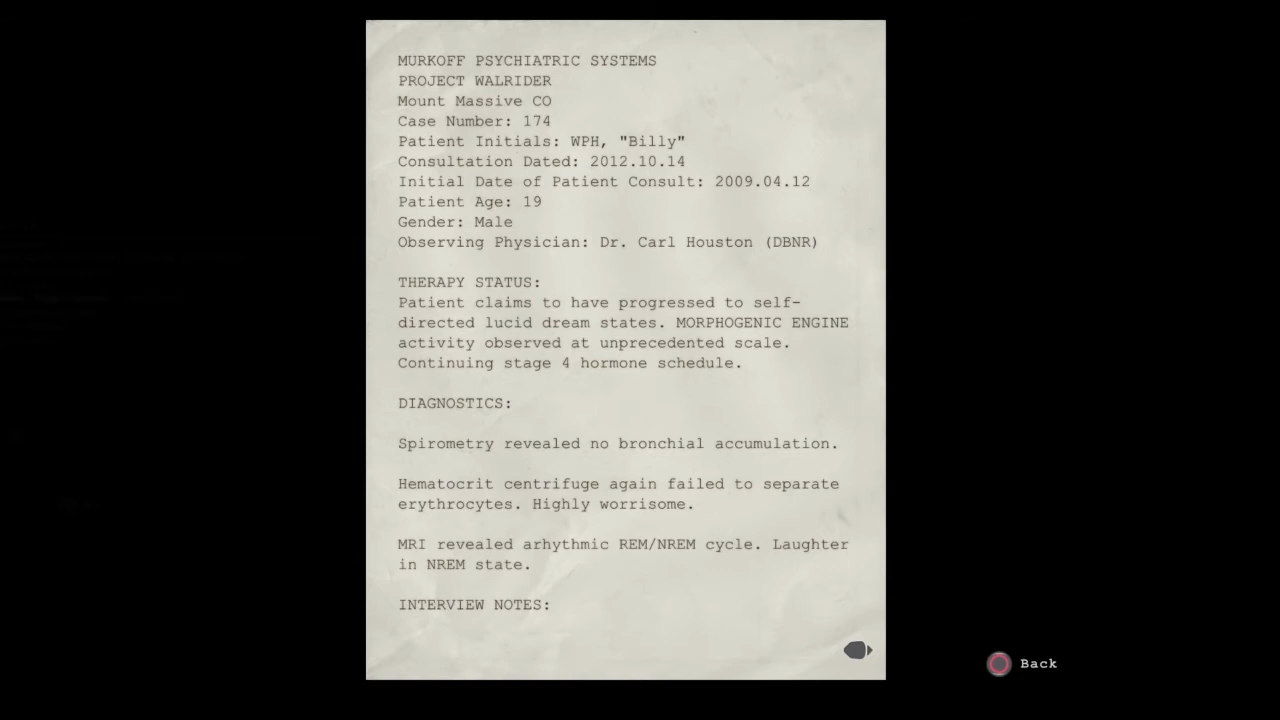 MURKOFF PSYCHIATRIC SYSTEMS
PROJECT WALRIDER
Mount Massive CO
Case Number: 174
Patient Initials: WPH, "Billy"
Consultation Dated: 2012.10.14
Initial Date of Patient Consult: 2009.04.12
Patient Age: 19
Gender: Male
Observing Physician: Dr. Carl Houston (DBNR)
THERAPY STATUS:
Patient claims to have progressed to self-
directed lucid dream states. MORPHOGENIC ENGINE
activity observed at unprecedented scale.
Continuing stage 4 hormone schedule.
DIAGNOSTICS:
Spirometry revealed no bronchial accumulation.
Hematocrit centrifuge again failed to separate
erythrocytes. Highly worrisome.
MRI revealed arhythmic REM/NREM cycle. Laughter
in NREM state.
INTERVIEW NOTES:
Back